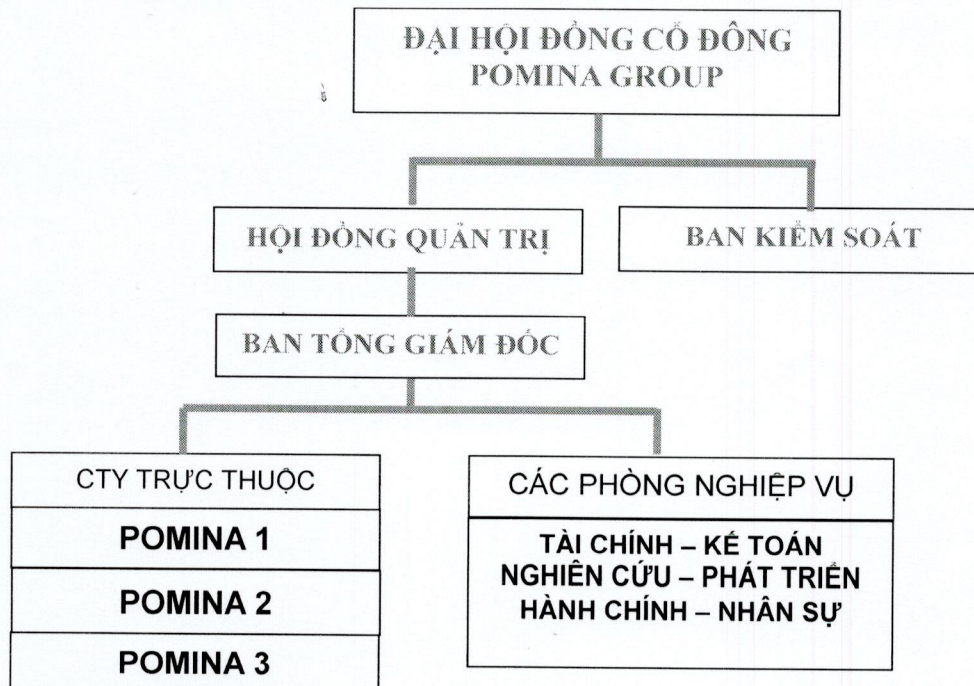 ĐẠI HỘI ĐỒNG CỔ ĐÔNG
POMINA GROUP
HỘI ĐỒNG QUẢN TRỊ
BAN KIỂM SOÁT
BAN TỔNG GIÁM ĐỐC
CTY TRỰC THUỘC
POMINA 1
POMINA 2
POMINA 3
CÁC PHÒNG NGHIỆP VỤ
TÀI CHÍNH – KẾ TOÁN
NGHIÊN CỨU – PHÁT TRIỂN
HÀNH CHÍNH – NHÂN SỰ